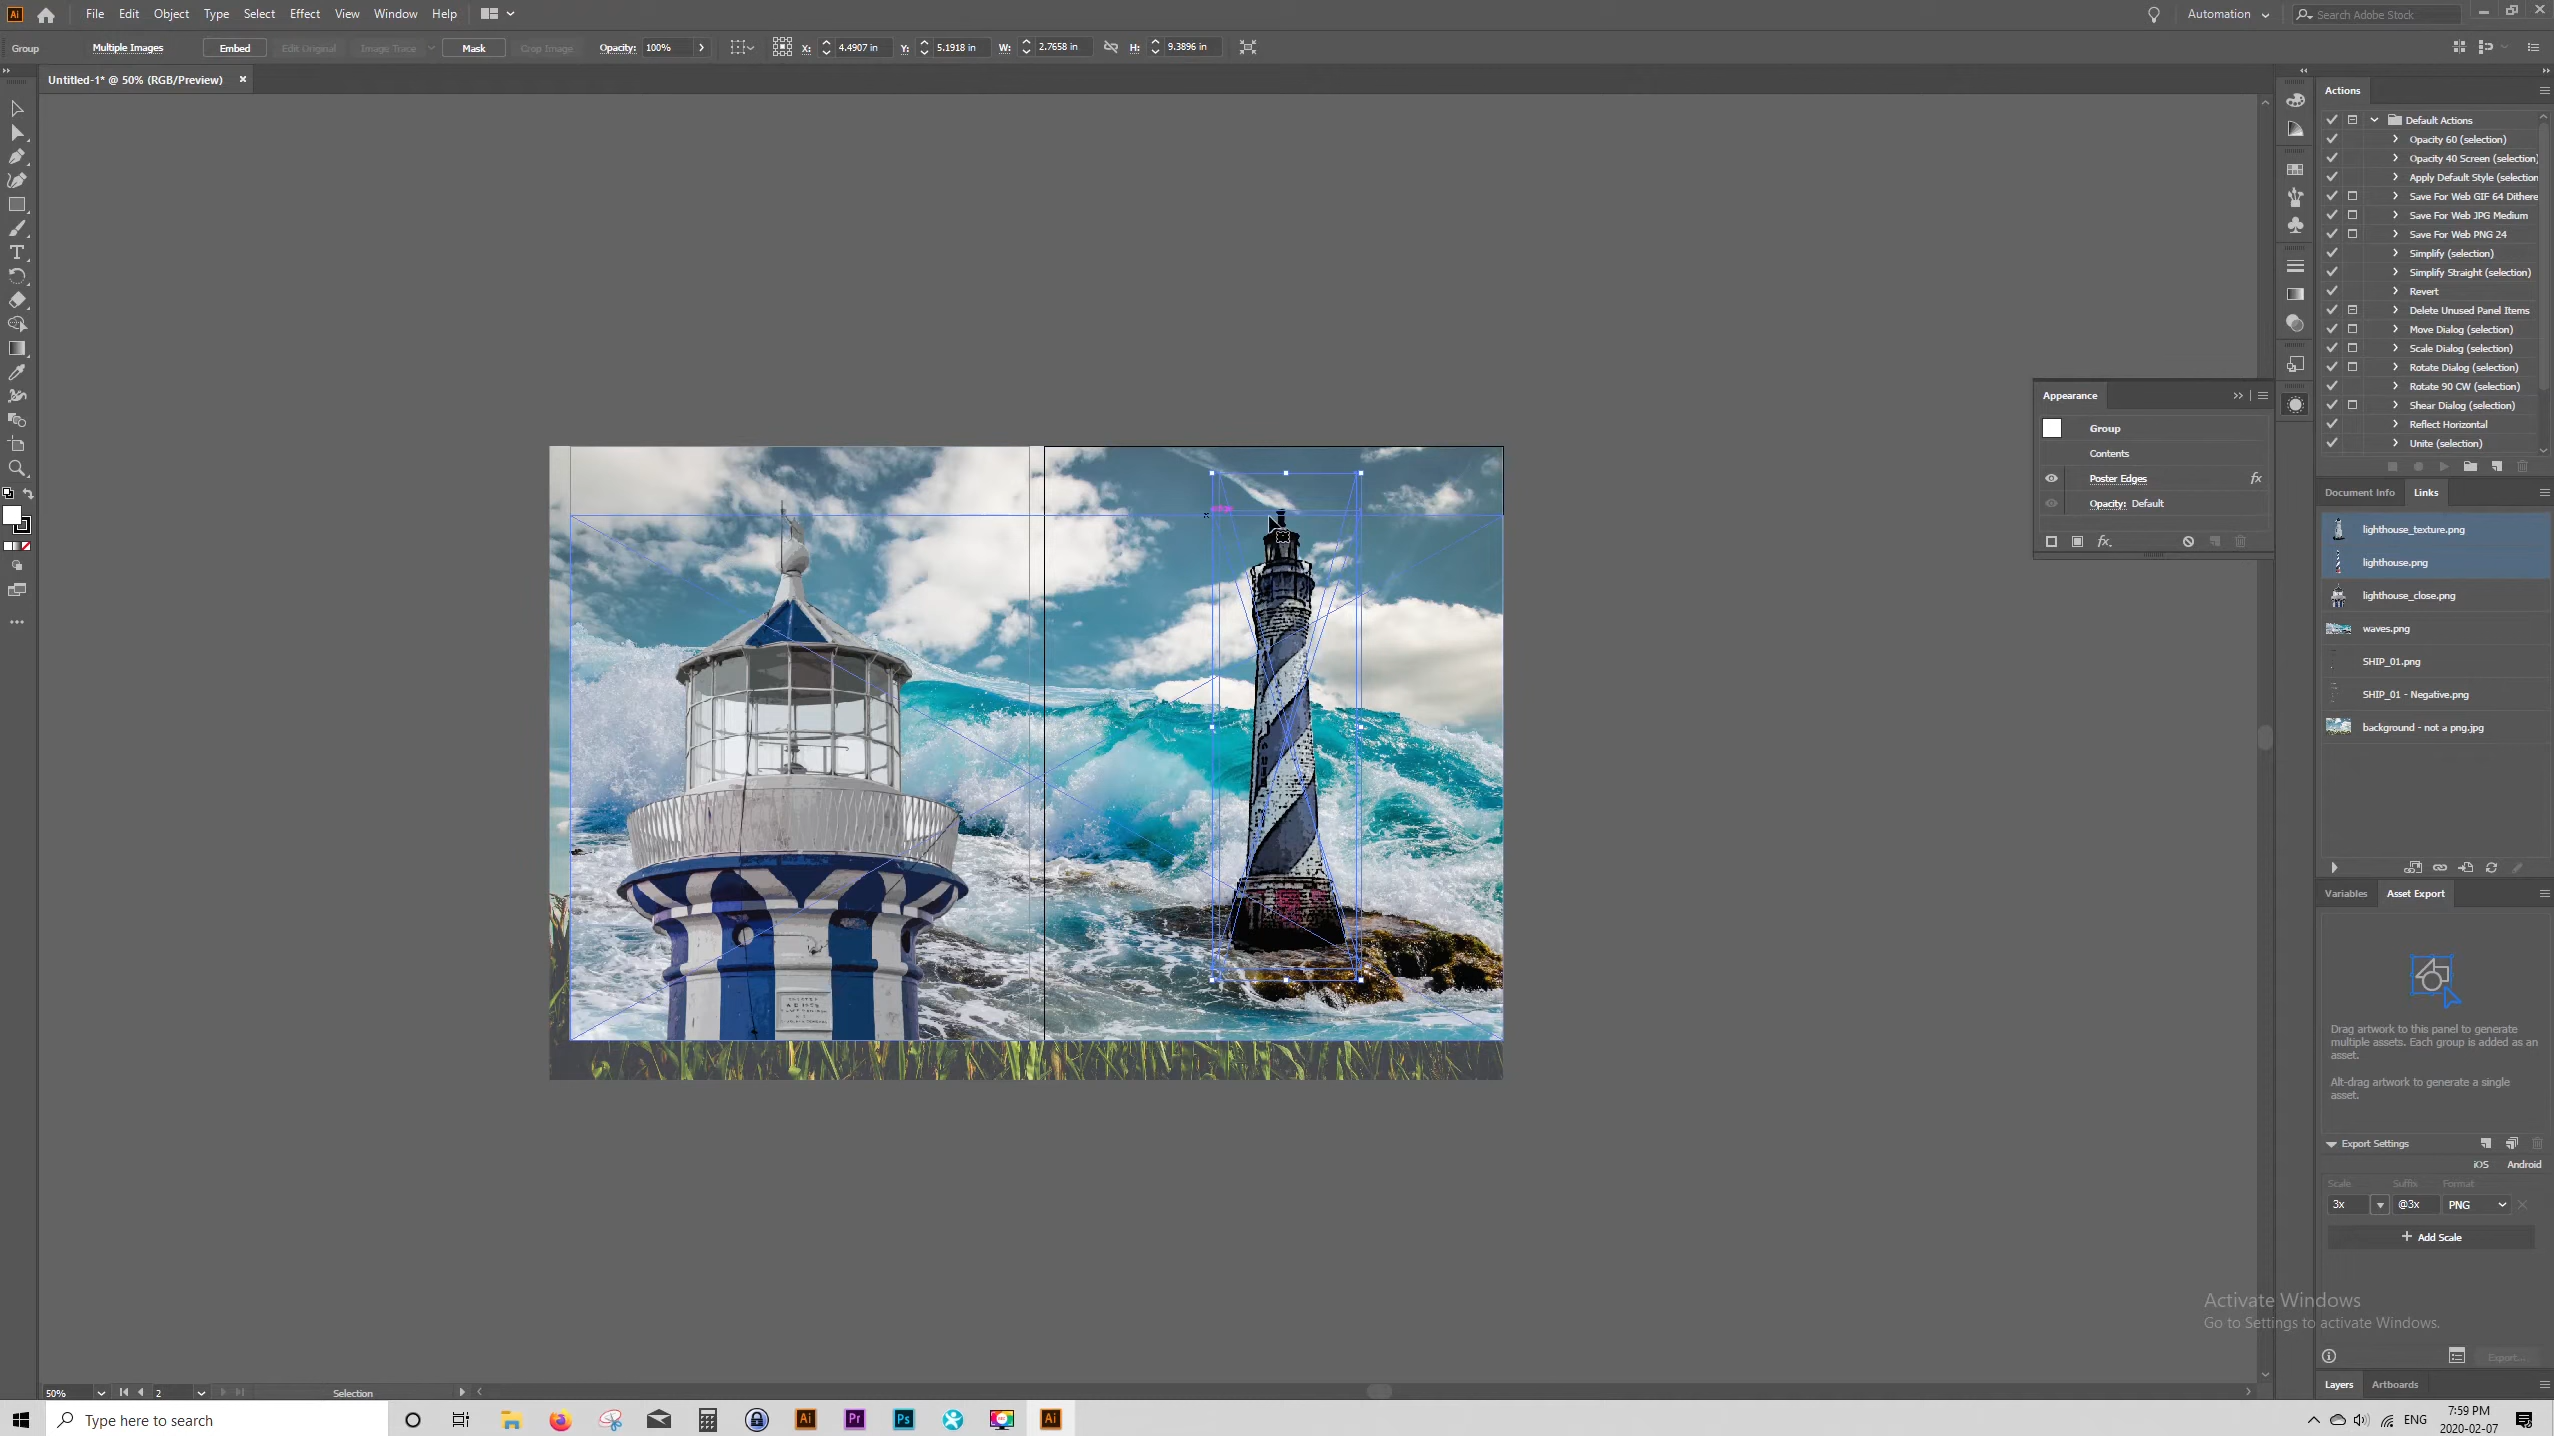 Ai File Edit Object Type Select Effect View Window Help Automation Search Adobe Stock
Group Multiple Images Embed Edit Original Image Trace Mask Crop Image Opacity: 100% X: 4.4907 in Y: 5.1918 in W: 2.7658 in H: 9.3896 in
Untitled-1* @ 50% (RGB/Preview)
Actions
Default Actions
Opacity 60 (selection)
Opacity 40 Screen (selection)
Apply Default Style (selection
Save For Web GIF 64 Dithere
Save For Web JPG Medium
Save For Web PNG 24
Simplify (selection)
Simplify Straight (selection)
Revert
Delete Unused Panel Items
Move Dialog (selection)
Scale Dialog (selection)
Rotate Dialog (selection)
Rotate 90 CW (selection)
Shear Dialog (selection)
Reflect Horizontal
Unite (selection)
Appearance
Group
Contents
Poster Edges fx
Opacity: Default
fx.
Document Info Links
lighthouse_texture.png
lighthouse.png
lighthouse_close.png
waves.png
SHIP_01.png
SHIP_01 - Negative.png
background - not a png.jpg
Variables Asset Export
Drag artwork to this panel to generate
multiple assets. Each group is added as an
asset.
Alt-drag artwork to generate a single
asset.
Export Settings
iOS Android
Scale Suffix Format
3x @3x PNG
+ Add Scale
Activate Windows
Go to Settings to activate Windows.
Export...
Layers Artboards
50% 2 Selection
Type here to search Ai Pr Ps Ai ENG 7:59 PM
2020-02-07